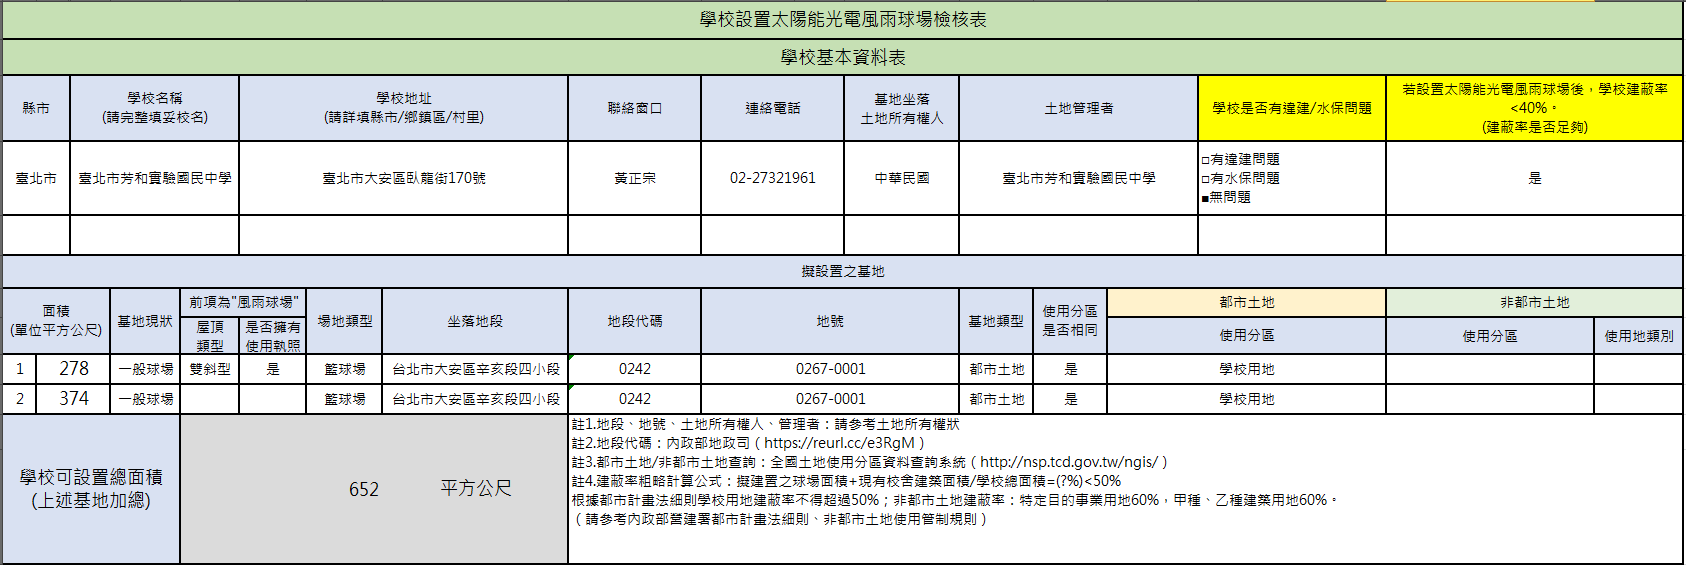 學校設置太陽能光電風雨球場檢核表
學校基本資料表
縣市
學校名稱
(請完整填妥校名)
學校地址
(請詳填縣市/鄉鎮區/村里)
聯絡窗口
連絡電話
基地坐落
土地所有權人
土地管理者
學校是否有違建/水保問題
若設置太陽能光電風雨球場後，學校建蔽率
<40%。
(建蔽率是否足夠)
臺北市
臺北市芳和實驗國民中學
臺北市大安區臥龍街170號
黃正宗
02-27321961
中華民國
臺北市芳和實驗國民中學
□有違建問題
□有水保問題
■無問題
是
擬設置之基地
面積
(單位平方公尺)
基地現狀
前項為"風雨球場"
屋頂
類型
是否擁有
使用執照
場地類型
坐落地段
地段代碼
地號
基地類型
使用分區
是否相同
都市土地
使用分區
非都市土地
使用分區
使用地類別
1 278 一般球場 雙斜型 是 籃球場 台北市大安區辛亥段四小段 0242 0267-0001 都市土地 是 學校用地
2 374 一般球場 籃球場 台北市大安區辛亥段四小段 0242 0267-0001 都市土地 是 學校用地
學校可設置總面積
(上述基地加總)
652 平方公尺
註1.地段、地號、土地所有權人、管理者：請參考土地所有權狀
註2.地段代碼：內政部地政司（https://reurl.cc/e3RgM）
註3.都市土地/非都市土地查詢：全國土地使用分區資料查詢系統（http://nsp.tcd.gov.tw/ngis/）
註4.建蔽率粗略計算公式：擬建置之球場面積+現有校舍建築面積/學校總面積=(?%)<50%
根據都市計畫法細則學校用地建蔽率不得超過50%；非都市土地建蔽率：特定目的事業用地60%，甲種、乙種建築用地60%。
（請參考內政部營建署都市計畫法細則、非都市土地使用管制規則）